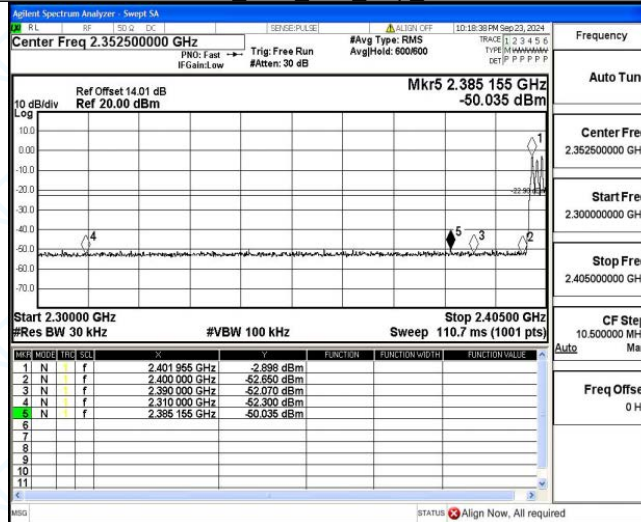 Agilent Spectrum Analyzer - Swept SA
RL RF 50 Ω DC SENSE:PULSE ALIGN OFF 10:18:38 PM Sep 23, 2024
Center Freq 2.352500000 GHz
PNO: Fast
IFGain:Low
Trig: Free Run
#Atten: 30 dB
#Avg Type: RMS
Avg|Hold: 600/600
TRACE 1 2 3 4 5 6
TYPE M
DET P P P P P P
Ref Offset 14.01 dB
10 dB/div Ref 20.00 dBm
Log
Mkr5 2.385 155 GHz
-50.035 dBm
10.0
0.00
-10.0
-20.0
-30.0
-40.0
-50.0
-60.0
-70.0
1
4
5
3
2
Start 2.30000 GHz Stop 2.40500 GHz
#Res BW 30 kHz #VBW 100 kHz Sweep 110.7 ms (1001 pts)
MKR MODE TRC SCL X Y FUNCTION FUNCTION WIDTH FUNCTION VALUE
1 N 1 f 2.401 955 GHz -2.898 dBm
2 N 1 f 2.400 000 GHz -52.650 dBm
3 N 1 f 2.390 000 GHz -52.070 dBm
4 N 1 f 2.310 000 GHz -52.300 dBm
5 N 1 f 2.385 155 GHz -50.035 dBm
6
7
8
9
10
11
MSG STATUS Align Now, All required
Frequency
Auto Tun
Center Fre
2.352500000 GH
Start Fre
2.300000000 GH
Stop Fre
2.405000000 GH
CF Step
10.500000 MH
Auto Ma
Freq Offse
0 H